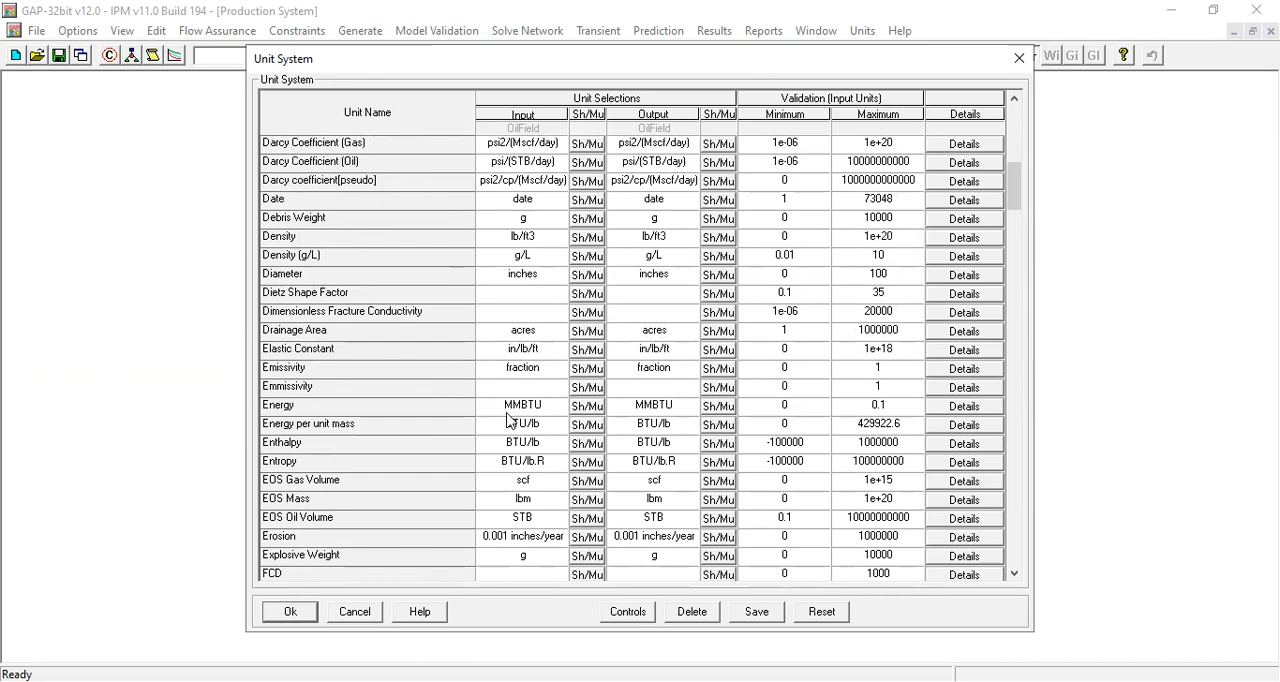 GAP-32bit v12.0 - IPM v11.0 Build 194 - [Production System]
File Options View Edit Flow Assurance Constraints Generate Model Validation Solve Network Transient Prediction Results Reports Window Units Help
Wi Gi GI
Unit System
Unit System
Unit Selections Validation (Input Units)
Unit Name Input Sh/Mu Output Sh/Mu Minimum Maximum Details
OilField OilField
Darcy Coefficient (Gas) psi2/(Mscf/day) Sh/Mu psi2/(Mscf/day) Sh/Mu 1e-06 1e+20 Details
Darcy Coefficient (Oil) psi/(STB/day) Sh/Mu psi/(STB/day) Sh/Mu 1e-06 10000000000 Details
Darcy coefficient[pseudo] psi2/cp/(Mscf/day) Sh/Mu psi2/cp/(Mscf/day) Sh/Mu 0 1000000000000 Details
Date date Sh/Mu date Sh/Mu 1 73048 Details
Debris Weight g Sh/Mu g Sh/Mu 0 10000 Details
Density lb/ft3 Sh/Mu lb/ft3 Sh/Mu 0 1e+20 Details
Density (g/L) g/L Sh/Mu g/L Sh/Mu 0.01 10 Details
Diameter inches Sh/Mu inches Sh/Mu 0 100 Details
Dietz Shape Factor Sh/Mu Sh/Mu 0.1 35 Details
Dimensionless Fracture Conductivity Sh/Mu Sh/Mu 1e-06 20000 Details
Drainage Area acres Sh/Mu acres Sh/Mu 1 1000000 Details
Elastic Constant in/lb/ft Sh/Mu in/lb/ft Sh/Mu 0 1e+18 Details
Emissivity fraction Sh/Mu fraction Sh/Mu 0 1 Details
Emmissivity Sh/Mu Sh/Mu 0 1 Details
Energy MMBTU Sh/Mu MMBTU Sh/Mu 0 0.1 Details
Energy per unit mass BTU/lb Sh/Mu BTU/lb Sh/Mu 0 429922.6 Details
Enthalpy BTU/lb Sh/Mu BTU/lb Sh/Mu -100000 1000000 Details
Entropy BTU/lb.R Sh/Mu BTU/lb.R Sh/Mu -100000 100000000 Details
EOS Gas Volume scf Sh/Mu scf Sh/Mu 0 1e+15 Details
EOS Mass lbm Sh/Mu lbm Sh/Mu 0 1e+20 Details
EOS Oil Volume STB Sh/Mu STB Sh/Mu 0.1 10000000000 Details
Erosion 0.001 inches/year Sh/Mu 0.001 inches/year Sh/Mu 0 1000000 Details
Explosive Weight g Sh/Mu g Sh/Mu 0 10000 Details
FCD Sh/Mu Sh/Mu 0 1000 Details
Ok Cancel Help Controls Delete Save Reset
Ready